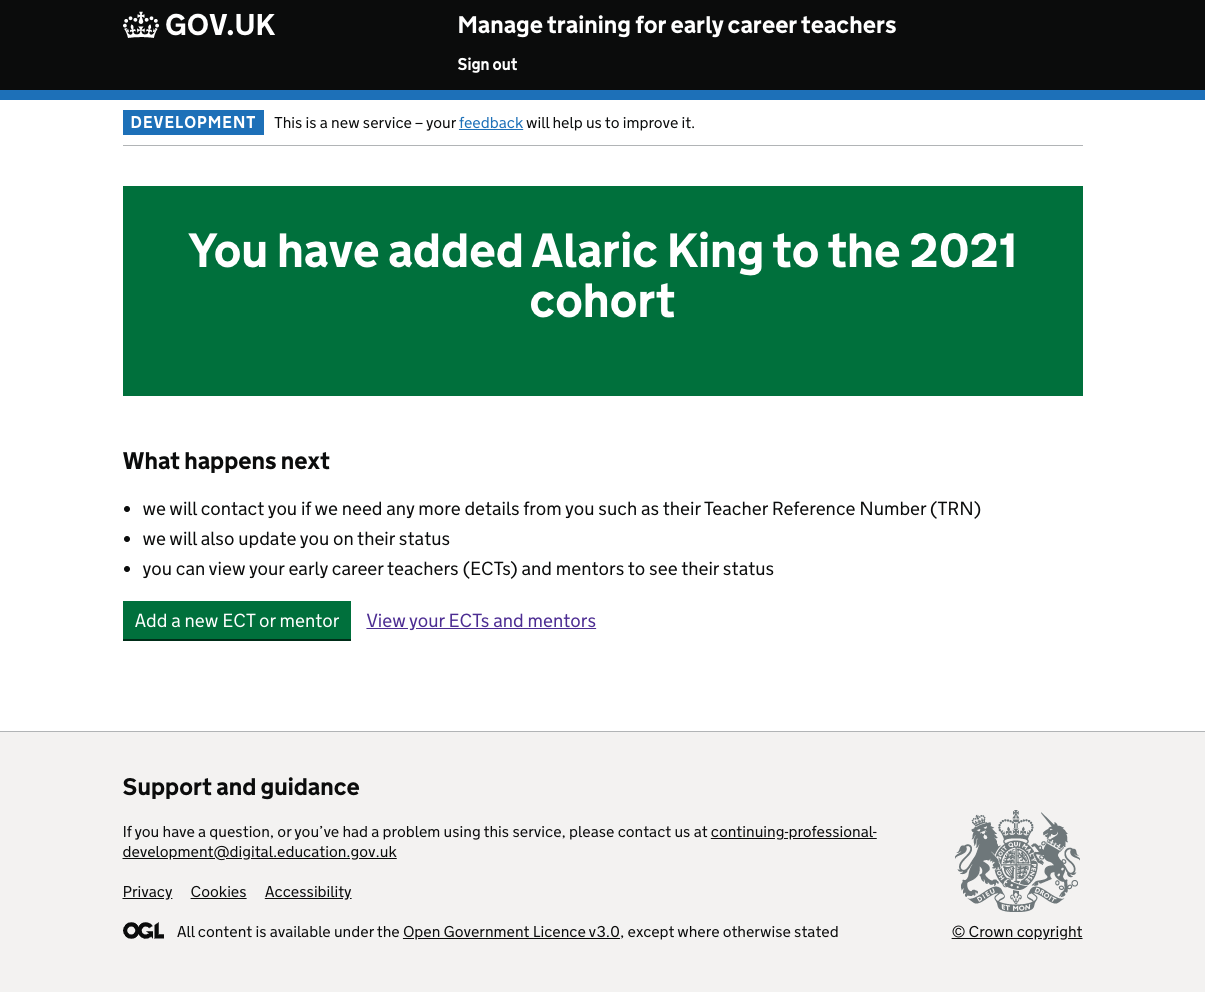 GOV.UK
Manage training for early career teachers
Sign out
DEVELOPMENT This is a new service – your feedback will help us to improve it.
You have added Alaric King to the 2021
cohort
What happens next
• we will contact you if we need any more details from you such as their Teacher Reference Number (TRN)
• we will also update you on their status
• you can view your early career teachers (ECTs) and mentors to see their status
Add a new ECT or mentor View your ECTs and mentors
Support and guidance
If you have a question, or you’ve had a problem using this service, please contact us at continuing-professional-
development@digital.education.gov.uk
Privacy Cookies Accessibility
OGL All content is available under the Open Government Licence v3.0, except where otherwise stated
DIEU ET MON DROIT
© Crown copyright